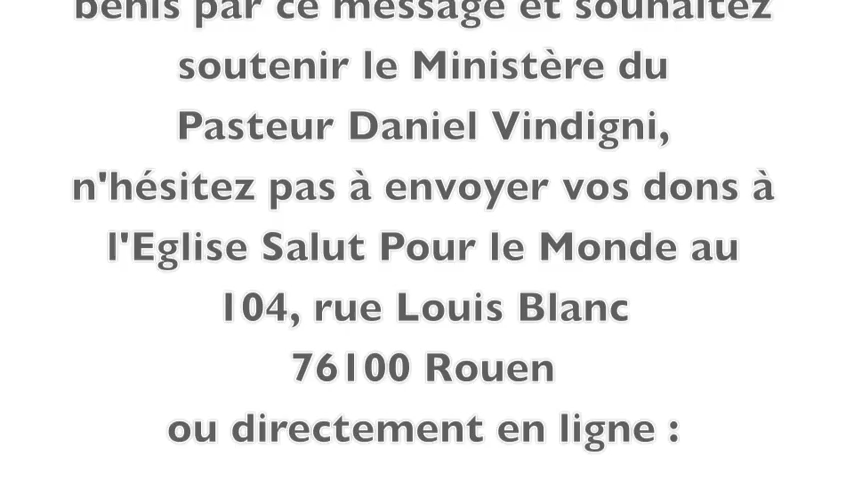 bénis par ce message et souhaitez
soutenir le Ministère du
Pasteur Daniel Vindigni,
n'hésitez pas à envoyer vos dons à
l'Eglise Salut Pour le Monde au
104, rue Louis Blanc
76100 Rouen
ou directement en ligne :